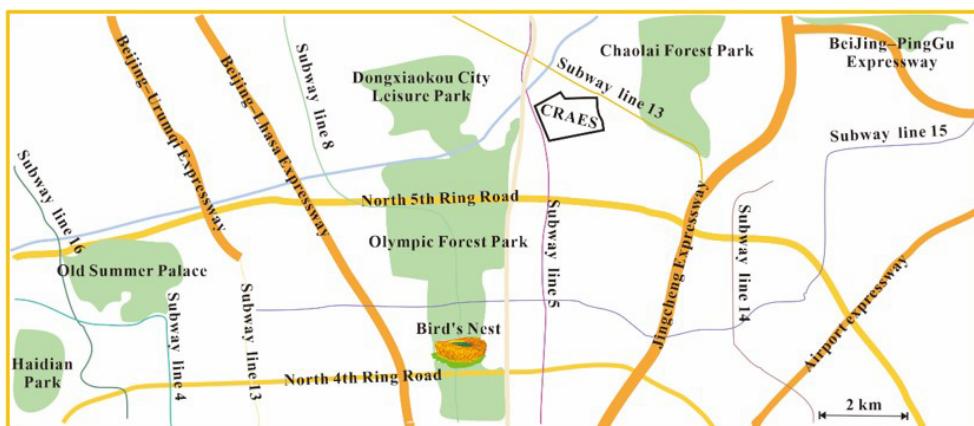 Beijing–Urumqi Expressway
Beijing–Lhasa Expressway
Subway line 8
Dongxiaokou City
Leisure Park
Subway line 13
CRAES
Chaolai Forest Park
BeiJing–PingGu
Expressway
Subway line 15
Subway line 16
North 5th Ring Road
Old Summer Palace
Olympic Forest Park
Subway line 5
Jingcheng Expressway
Subway line 14
Airport expressway
Haidian
Park
Subway line 4
Subway line 13
Bird's Nest
North 4th Ring Road
2 km